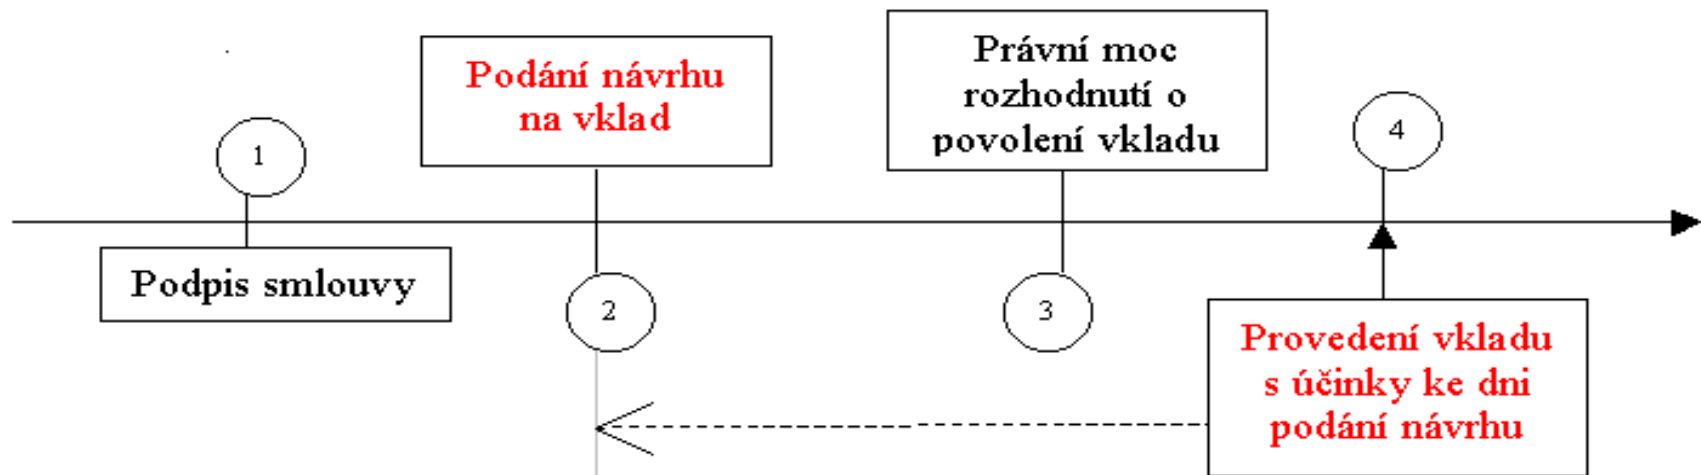 1
Podpis smlouvy
Podání návrhu
na vklad
2
Právní moc
rozhodnutí o
povolení vkladu
3
4
Provedení vkladu
s účinky ke dni
podání návrhu